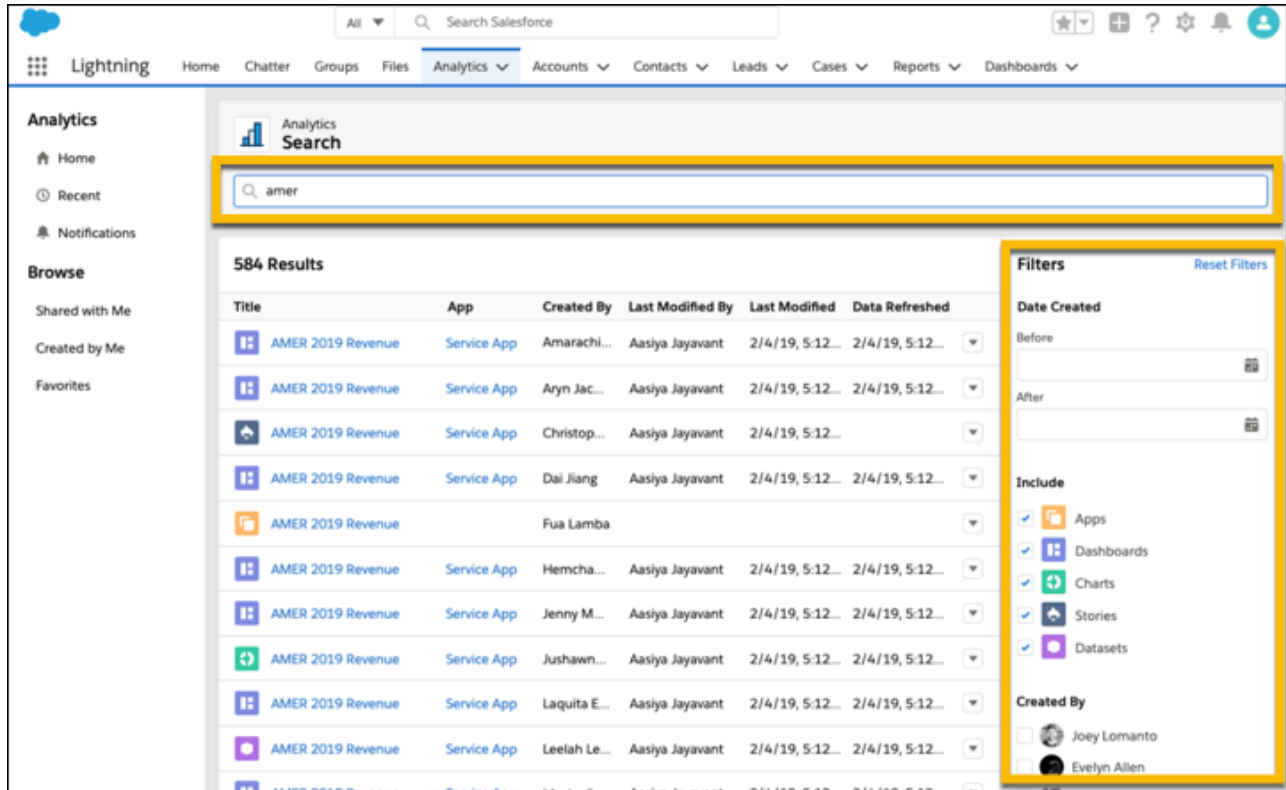 All Search Salesforce
Lightning Home Chatter Groups Files Analytics Accounts Contacts Leads Cases Reports Dashboards
Analytics
Home
Recent
Notifications
Browse
Shared with Me
Created by Me
Favorites
Analytics
Search
amer
584 Results
Title App Created By Last Modified By Last Modified Data Refreshed
AMER 2019 Revenue Service App Amarachi... Aasiya Jayavant 2/4/19, 5:12... 2/4/19, 5:12...
AMER 2019 Revenue Service App Aryn Jac... Aasiya Jayavant 2/4/19, 5:12... 2/4/19, 5:12...
AMER 2019 Revenue Service App Christop... Aasiya Jayavant 2/4/19, 5:12...
AMER 2019 Revenue Service App Dai Jiang Aasiya Jayavant 2/4/19, 5:12... 2/4/19, 5:12...
AMER 2019 Revenue Fua Lamba
AMER 2019 Revenue Service App Hemcha... Aasiya Jayavant 2/4/19, 5:12... 2/4/19, 5:12...
AMER 2019 Revenue Service App Jenny M... Aasiya Jayavant 2/4/19, 5:12... 2/4/19, 5:12...
AMER 2019 Revenue Service App Jushawn... Aasiya Jayavant 2/4/19, 5:12... 2/4/19, 5:12...
AMER 2019 Revenue Service App Laquita E... Aasiya Jayavant 2/4/19, 5:12... 2/4/19, 5:12...
AMER 2019 Revenue Service App Leelah Le... Aasiya Jayavant 2/4/19, 5:12... 2/4/19, 5:12...
Filters Reset Filters
Date Created
Before
After
Include
Apps
Dashboards
Charts
Stories
Datasets
Created By
Joey Lomanto
Evelyn Allen